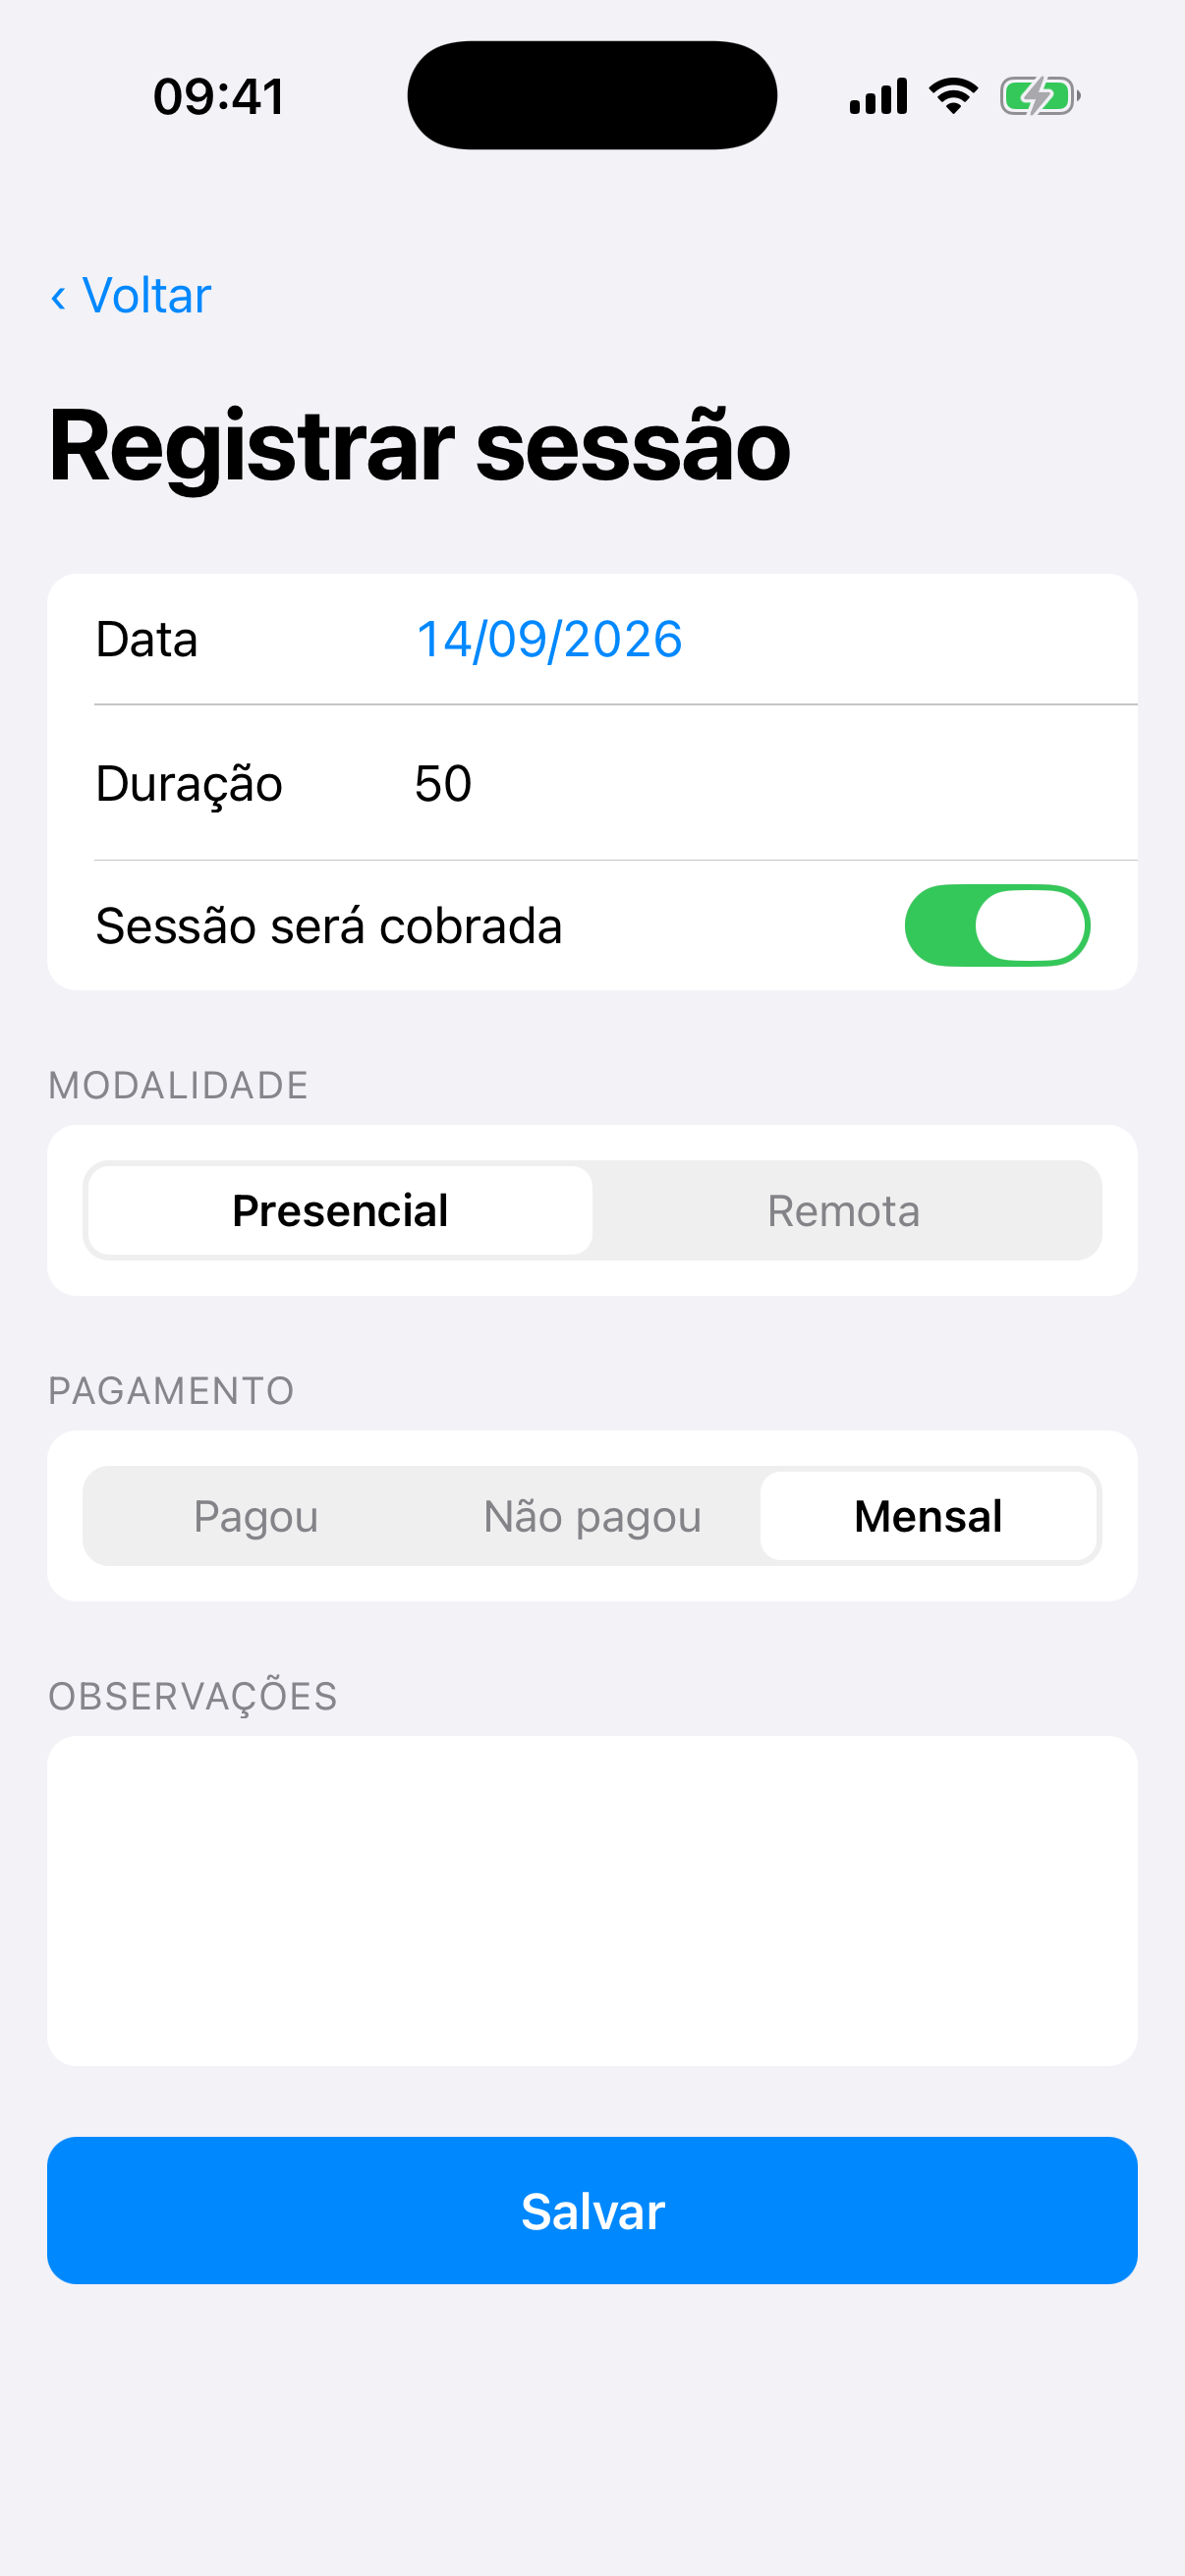 09:41
‹ Voltar
Registrar sessão
Data 14/09/2026
Duração 50
Sessão será cobrada
MODALIDADE
Presencial Remota
PAGAMENTO
Pagou Não pagou Mensal
OBSERVAÇÕES
Salvar